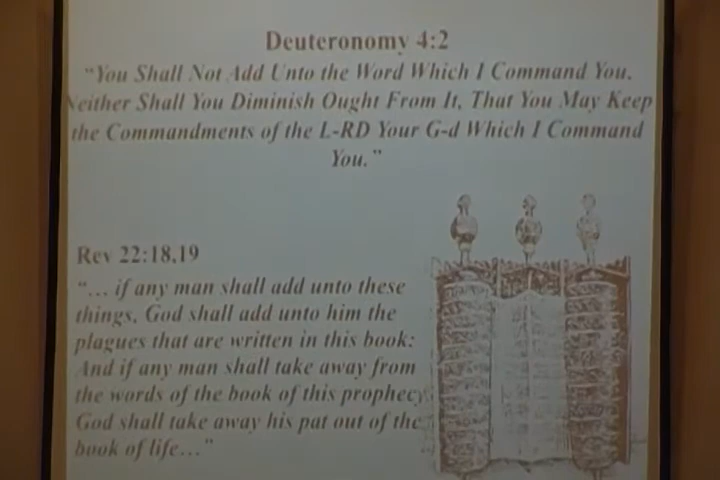 Deuteronomy 4:2
“You Shall Not Add Unto the Word Which I Command You.
Neither Shall You Diminish Ought From It, That You May Keep
the Commandments of the L-RD Your G-d Which I Command
You.”
Rev 22:18,19
“... if any man shall add unto these
things, God shall add unto him the
plagues that are written in this book:
And if any man shall take away from
the words of the book of this prophecy
God shall take away his pat out of the
book of life...”